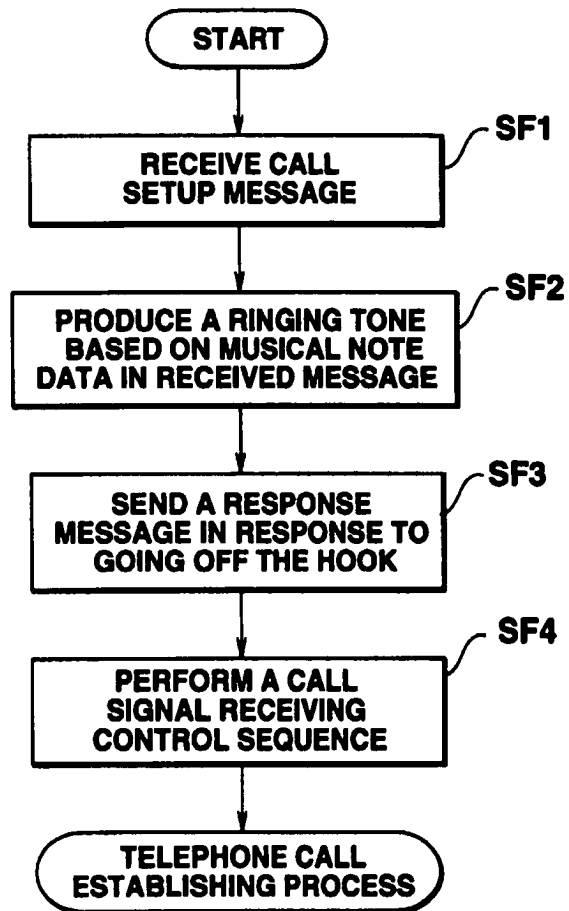 START
SF1
RECEIVE CALL
SETUP MESSAGE
SF2
PRODUCE A RINGING TONE
BASED ON MUSICAL NOTE
DATA IN RECEIVED MESSAGE
SF3
SEND A RESPONSE
MESSAGE IN RESPONSE TO
GOING OFF THE HOOK
SF4
PERFORM A CALL
SIGNAL RECEIVING
CONTROL SEQUENCE
TELEPHONE CALL
ESTABLISHING PROCESS